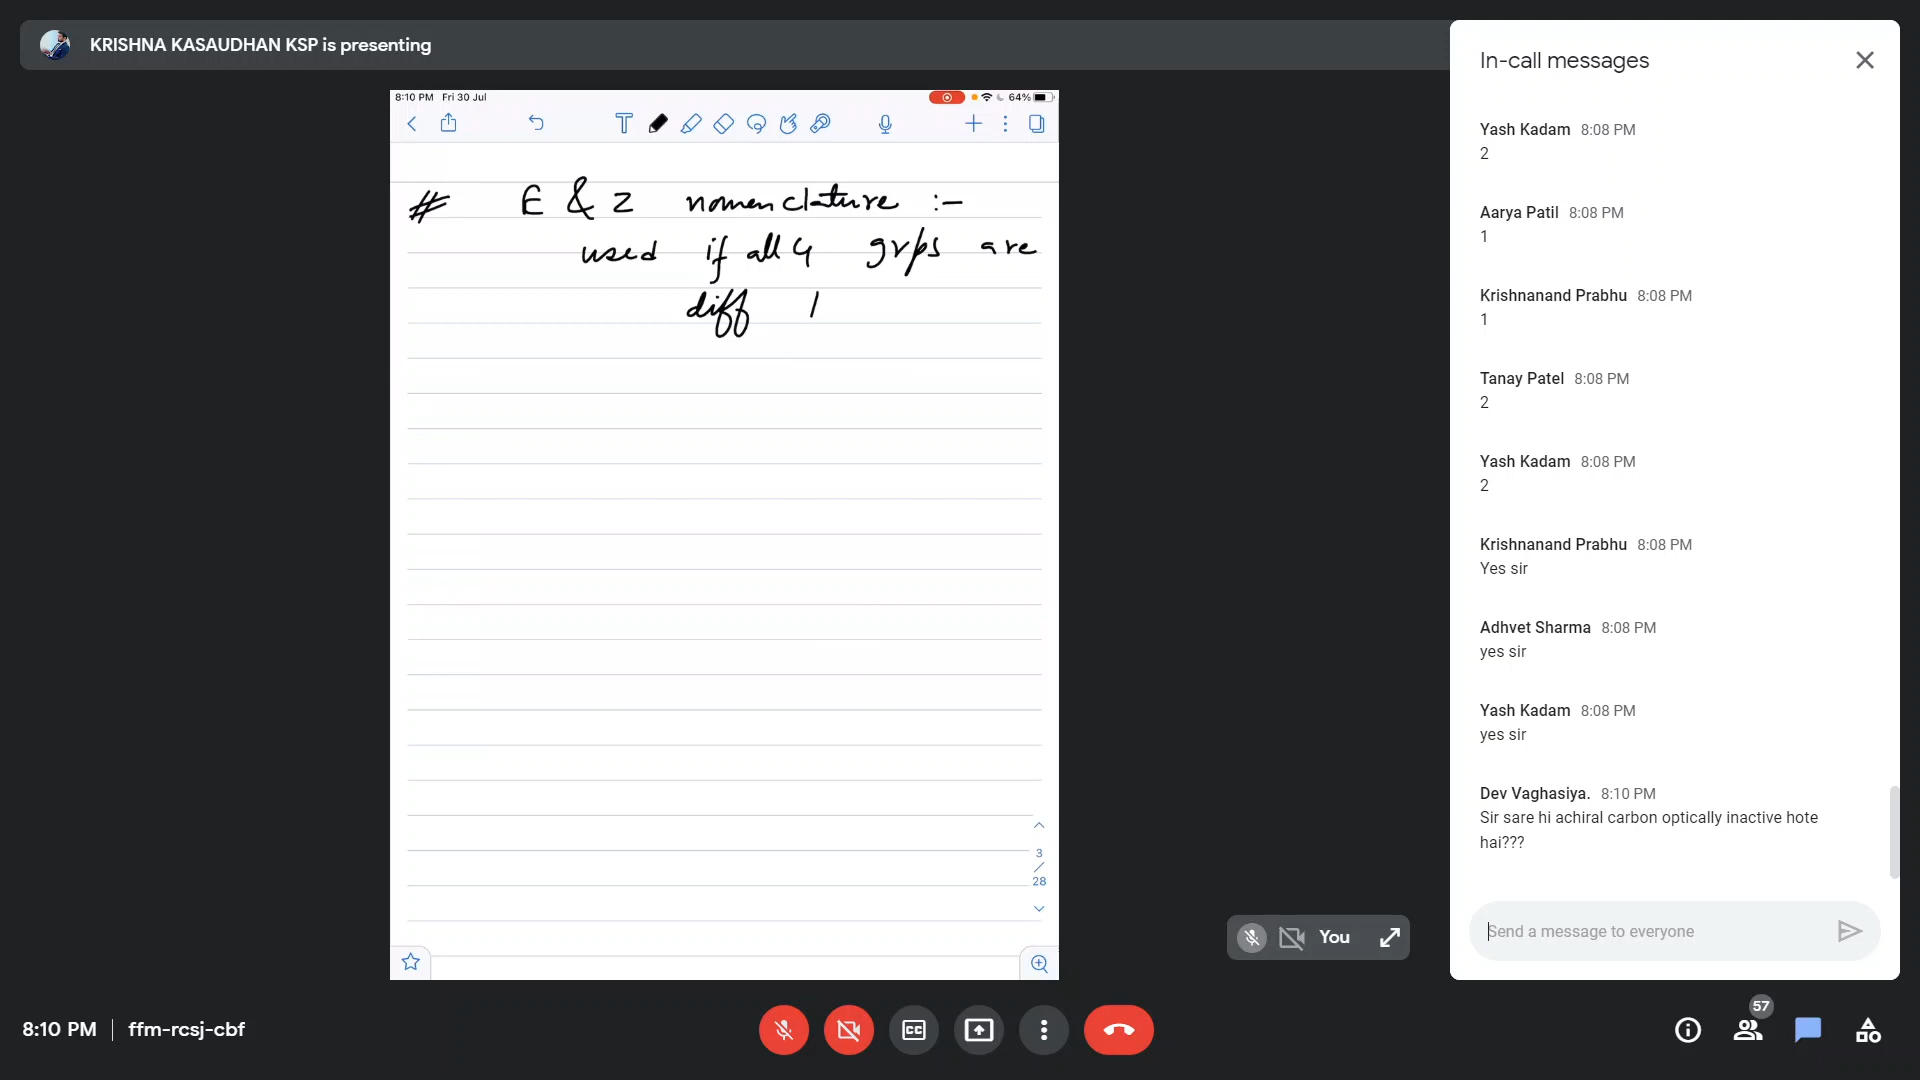 KRISHNA KASAUDHAN KSP is presenting
8:10 PM Fri 30 Jul
64%
# E & Z nomenclature :-
used if all 4 grps are
diff
3
28
You
In-call messages
Yash Kadam 8:08 PM
2
Aarya Patil 8:08 PM
1
Krishnanand Prabhu 8:08 PM
1
Tanay Patel 8:08 PM
2
Yash Kadam 8:08 PM
2
Krishnanand Prabhu 8:08 PM
Yes sir
Adhvet Sharma 8:08 PM
yes sir
Yash Kadam 8:08 PM
yes sir
Dev Vaghasiya. 8:10 PM
Sir sare hi achiral carbon optically inactive hote
hai???
Send a message to everyone
8:10 PM | ffm-rcsj-cbf
CC
57